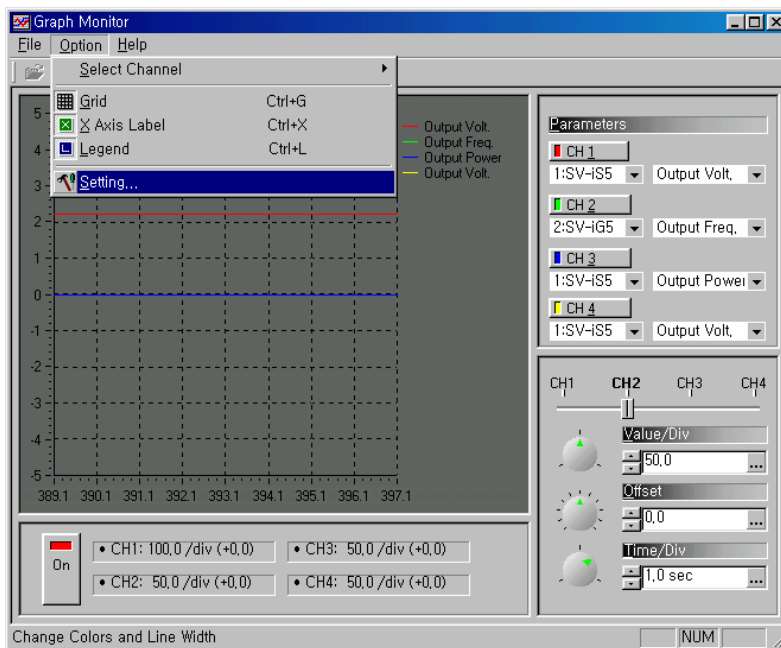 Graph Monitor
File Option Help
Select Channel
Grid Ctrl+G
X Axis Label Ctrl+X
Legend Ctrl+L
Setting...
5
4
3
2
1
0
-1
-2
-3
-4
-5
389.1 390.1 391.1 392.1 393.1 394.1 395.1 396.1 397.1
Output Volt.
Output Freq.
Output Power
Output Volt.
Parameters
CH 1
1:SV-iS5 Output Volt,
CH 2
2:SV-iG5 Output Freq,
CH 3
1:SV-iS5 Output Power
CH 4
1:SV-iS5 Output Volt,
CH1 CH2 CH3 CH4
Value/Div
50,0 ...
Offset
0,0 ...
Time/Div
1,0 sec ...
On
• CH1: 100,0 /div (+0,0)
• CH3: 50,0 /div (+0,0)
• CH2: 50,0 /div (+0,0)
• CH4: 50,0 /div (+0,0)
Change Colors and Line Width
NUM